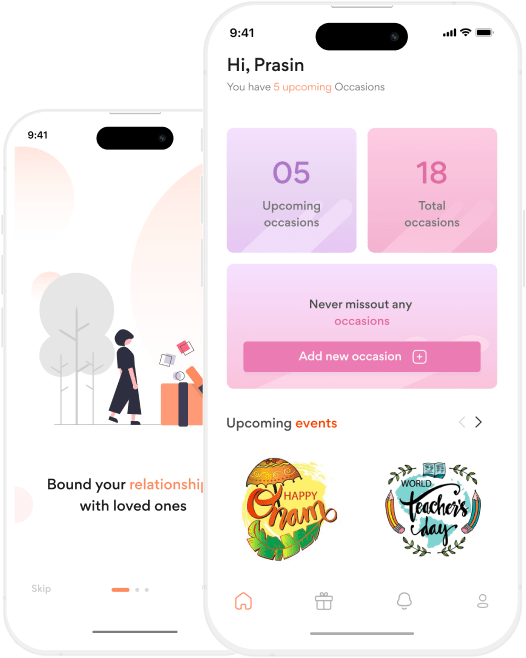 9:41
Bound your relationship
with loved ones
Skip
9:41
Hi, Prasin
You have 5 upcoming Occasions
05
Upcoming
occasions
18
Total
occasions
Never missout any
occasions
Add new occasion
Upcoming events
HAPPY
Onam
WORLD
teacher's
day